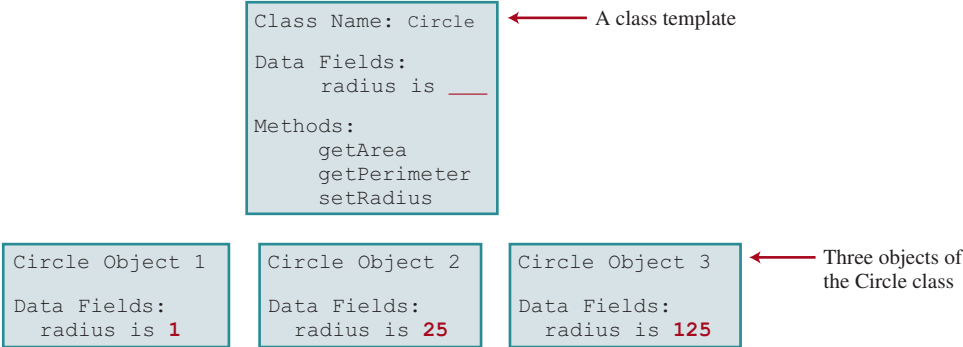 Class Name: Circle
A class template
Data Fields:
radius is ___
Methods:
getArea
getPerimeter
setRadius
Circle Object 1
Data Fields:
radius is 1
Circle Object 2
Data Fields:
radius is 25
Circle Object 3
Data Fields:
radius is 125
Three objects of
the Circle class